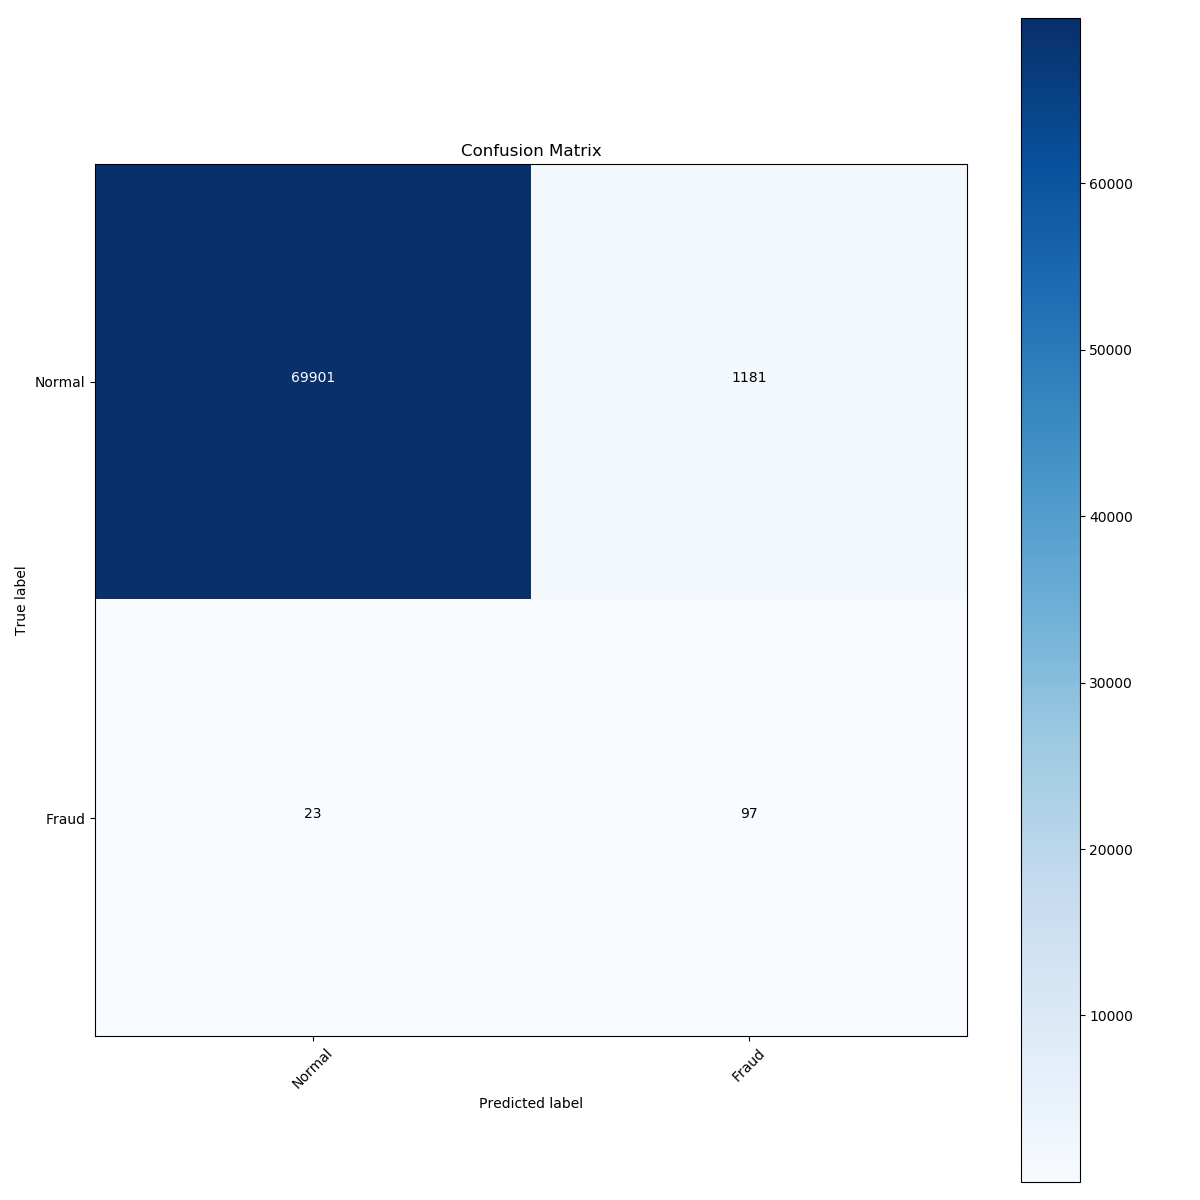 Confusion Matrix
60000
50000
Normal
69901
1181
40000
True label
30000
Fraud
23
97
20000
10000
Normal
Fraud
Predicted label